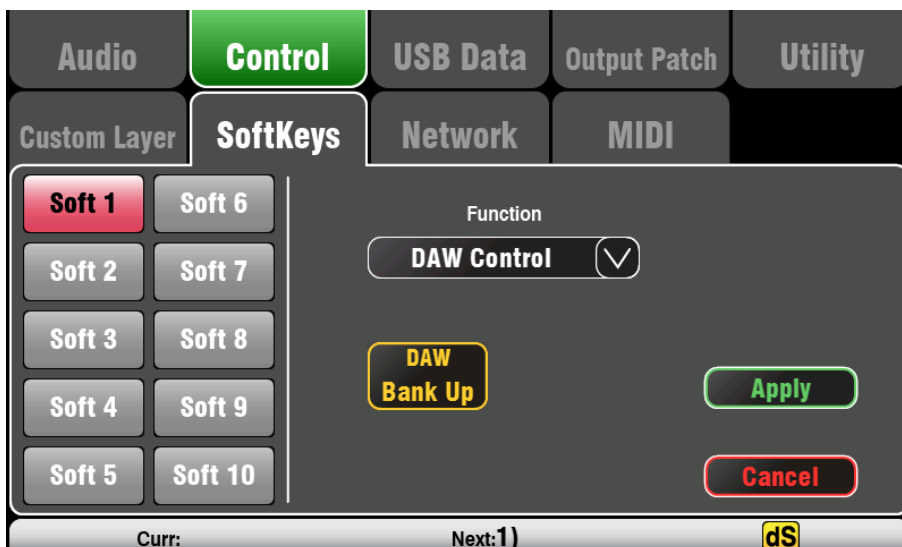 Audio Control USB Data Output Patch Utility
Custom Layer SoftKeys Network MIDI
Soft 1 Soft 6
Function
Soft 2 Soft 7
DAW Control
Soft 3 Soft 8
DAW
Bank Up
Soft 4 Soft 9
Apply
Soft 5 Soft 10
Cancel
Curr: Next:1) dS